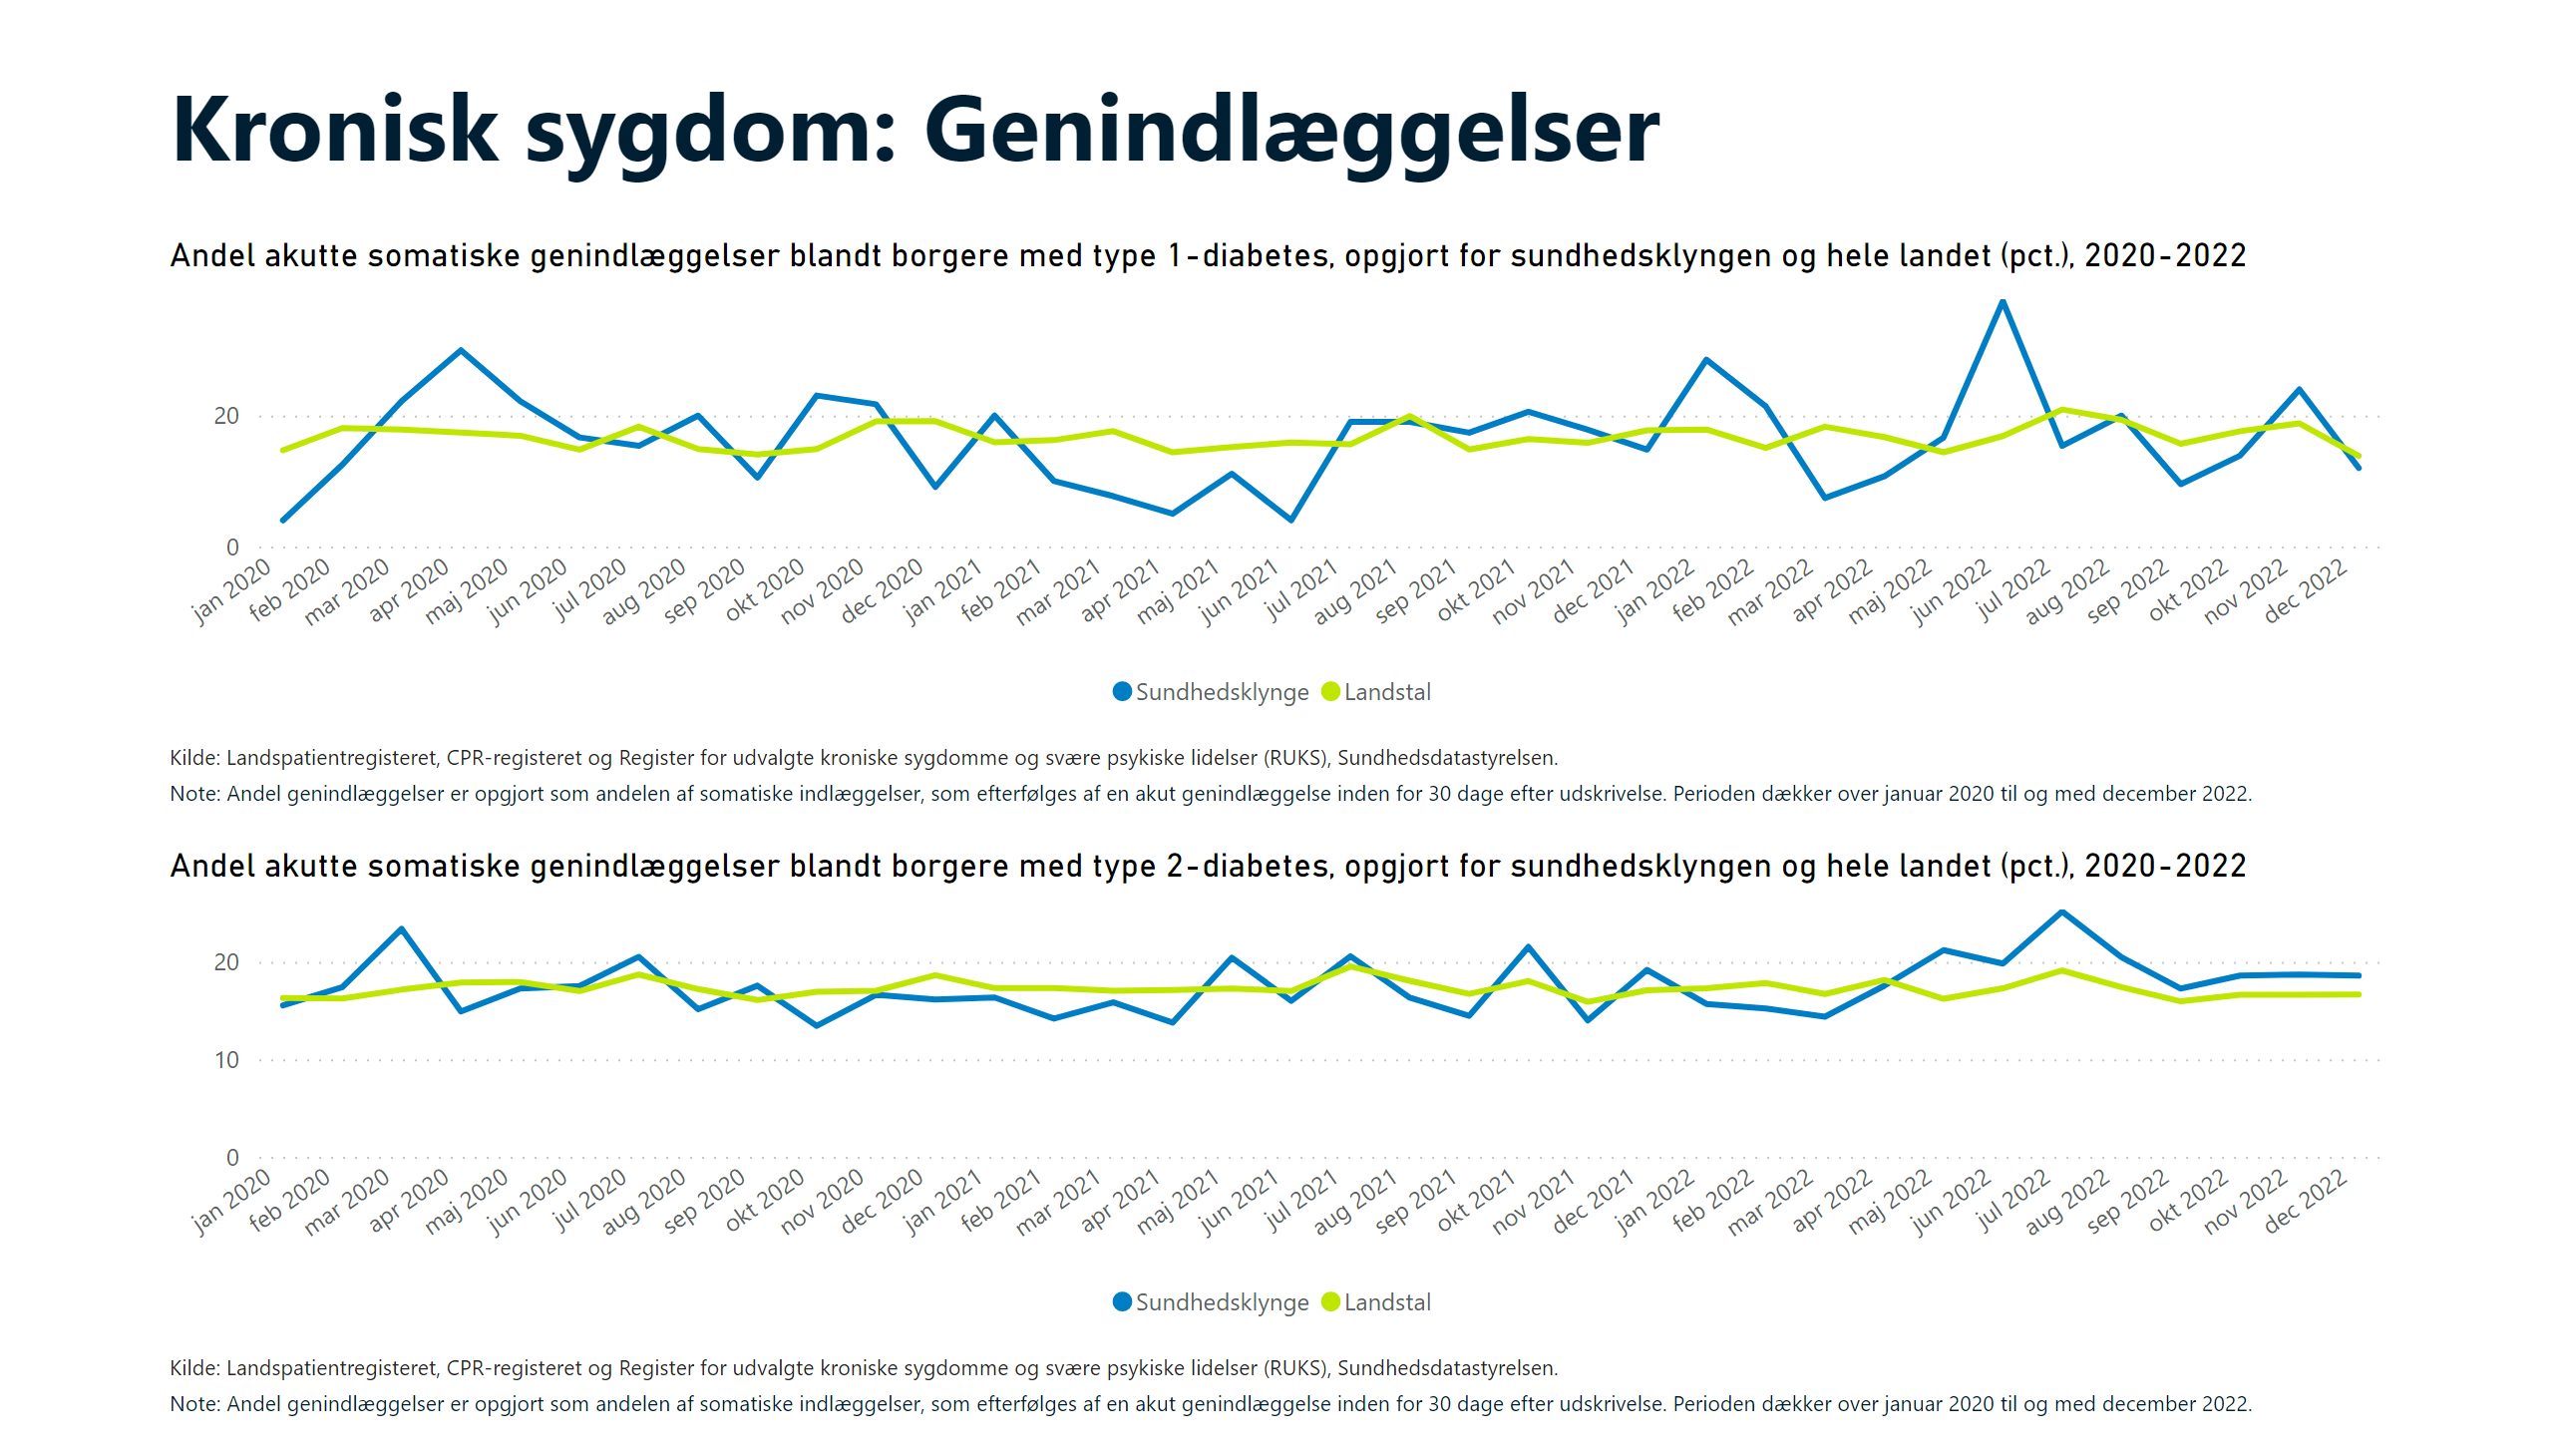 Kronisk sygdom: Genindlæggelser
Andel akutte somatiske genindlæggelser blandt borgere med type 1-diabetes, opgjort for sundhedsklyngen og hele landet (pct.), 2020-2022
20
0
jan 2020
feb 2020
mar 2020
apr 2020
maj 2020
jun 2020
jul 2020
aug 2020
sep 2020
okt 2020
nov 2020
dec 2020
jan 2021
feb 2021
mar 2021
apr 2021
maj 2021
jun 2021
jul 2021
aug 2021
sep 2021
okt 2021
nov 2021
dec 2021
jan 2022
feb 2022
mar 2022
apr 2022
maj 2022
jun 2022
jul 2022
aug 2022
sep 2022
okt 2022
nov 2022
dec 2022
Sundhedsklynge Landstal
Kilde: Landspatientregisteret, CPR-registeret og Register for udvalgte kroniske sygdomme og svære psykiske lidelser (RUKS), Sundhedsdatastyrelsen.
Note: Andel genindlæggelser er opgjort som andelen af somatiske indlæggelser, som efterfølges af en akut genindlæggelse inden for 30 dage efter udskrivelse. Perioden dækker over januar 2020 til og med december 2022.
Andel akutte somatiske genindlæggelser blandt borgere med type 2-diabetes, opgjort for sundhedsklyngen og hele landet (pct.), 2020-2022
20
10
0
jan 2020
feb 2020
mar 2020
apr 2020
maj 2020
jun 2020
jul 2020
aug 2020
sep 2020
okt 2020
nov 2020
dec 2020
jan 2021
feb 2021
mar 2021
apr 2021
maj 2021
jun 2021
jul 2021
aug 2021
sep 2021
okt 2021
nov 2021
dec 2021
jan 2022
feb 2022
mar 2022
apr 2022
maj 2022
jun 2022
jul 2022
aug 2022
sep 2022
okt 2022
nov 2022
dec 2022
Sundhedsklynge Landstal
Kilde: Landspatientregisteret, CPR-registeret og Register for udvalgte kroniske sygdomme og svære psykiske lidelser (RUKS), Sundhedsdatastyrelsen.
Note: Andel genindlæggelser er opgjort som andelen af somatiske indlæggelser, som efterfølges af en akut genindlæggelse inden for 30 dage efter udskrivelse. Perioden dækker over januar 2020 til og med december 2022.